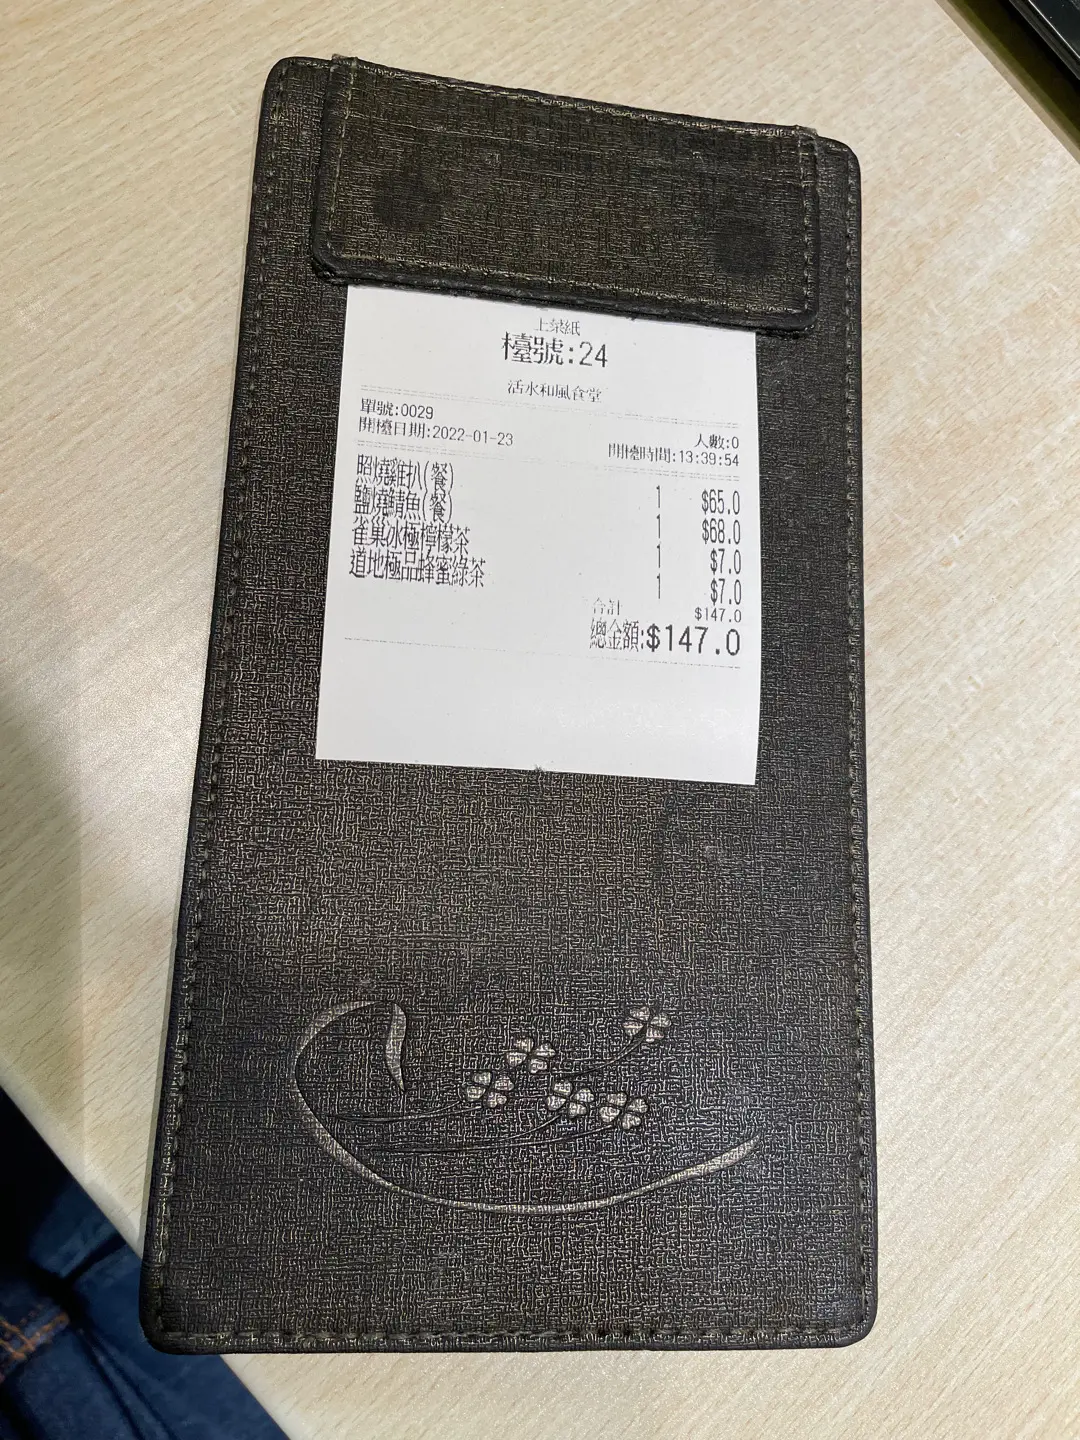 上菜紙
檯號:24
活水和風食堂
單號:0029 人數:0
開檯日期:2022-01-23 開檯時間:13:39:54
照燒雞扒(餐) 1 $65.0
鹽燒鯖魚(餐) 1 $68.0
雀巢冰極檸檬茶 1 $7.0
道地極品蜂蜜綠茶 1 $7.0
合計 $147.0
總金額:$147.0